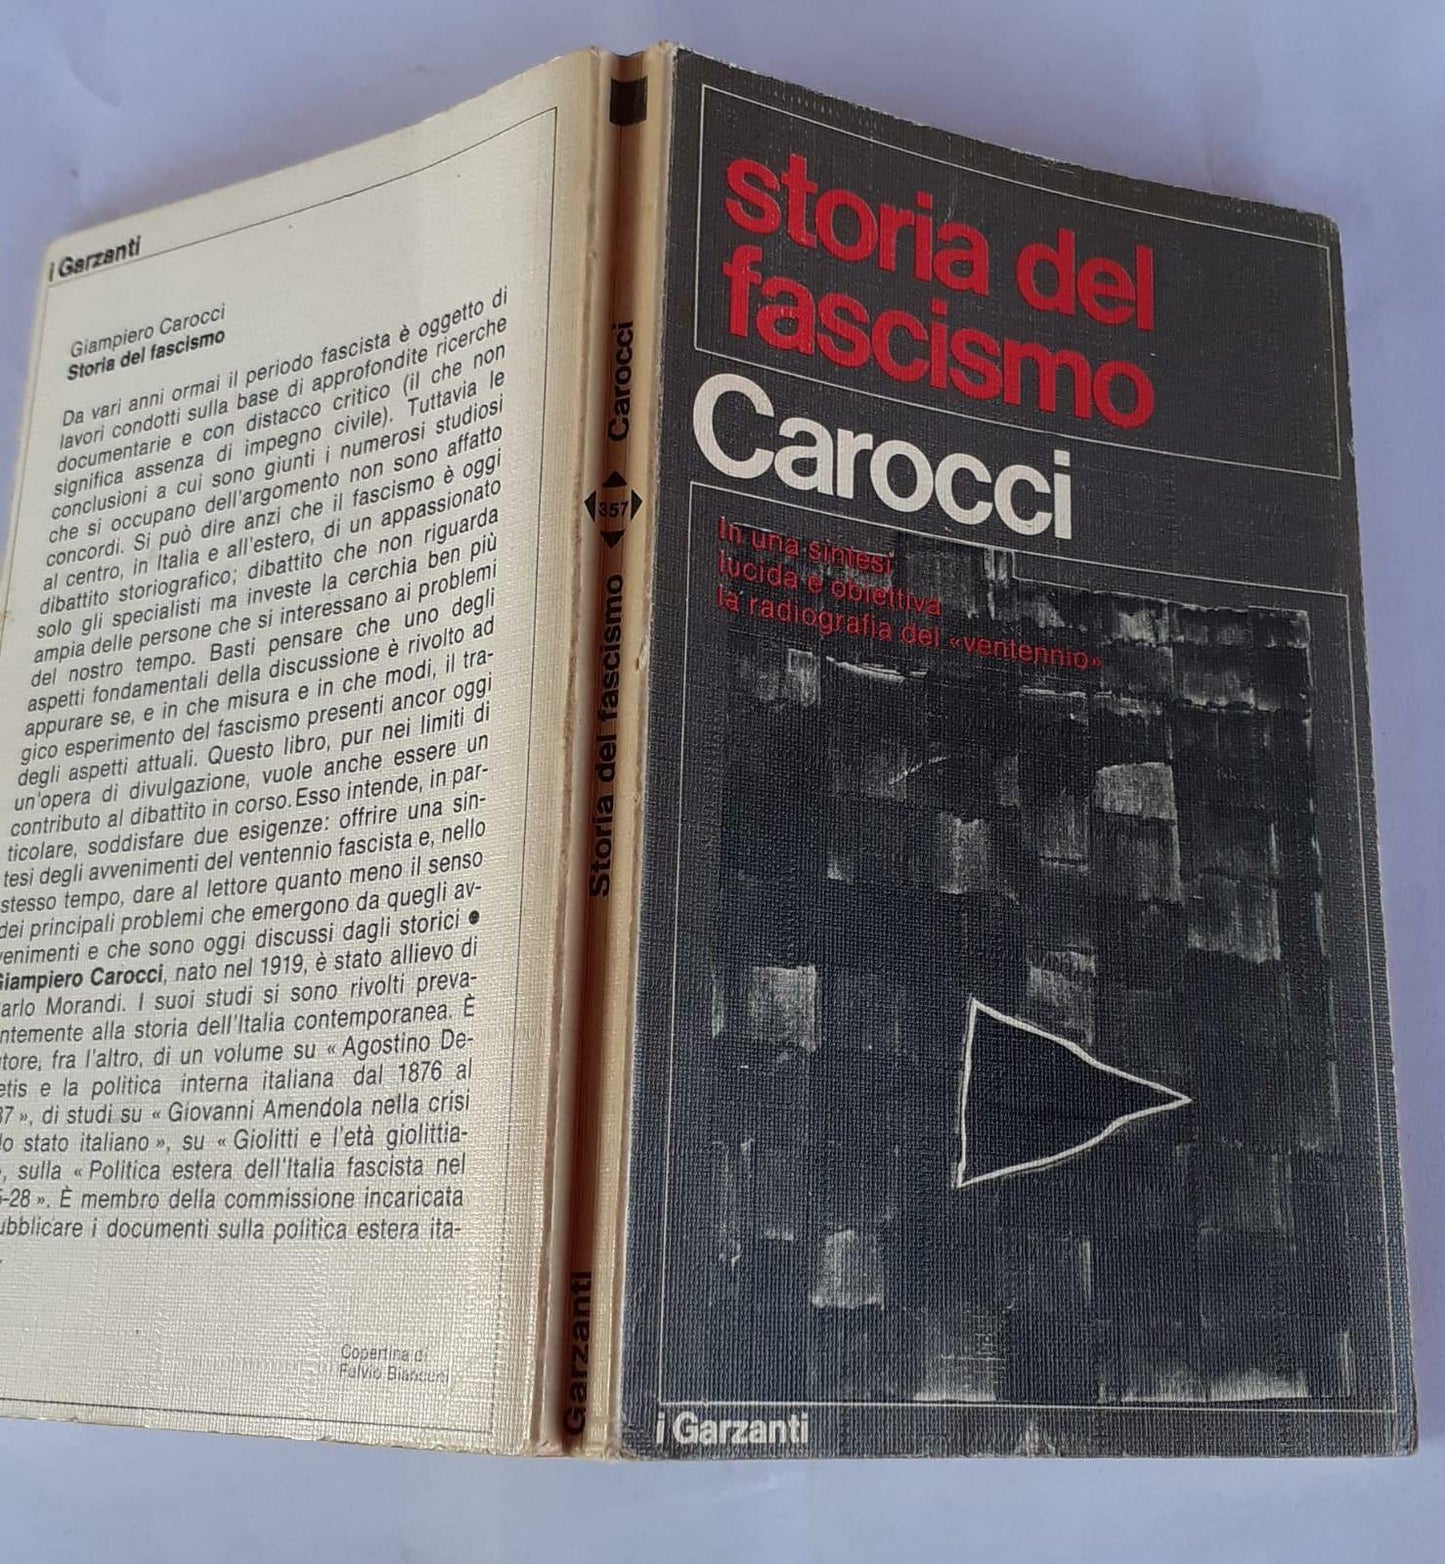 i Garzanti
Giampiero Carocci
Storia del fascismo
Da vari anni ormai il periodo fascista è oggetto di
lavori condotti sulla base di approfondite ricerche
documentarie e con distacco critico (il che non
significa assenza di impegno civile). Tuttavia le
conclusioni a cui sono giunti i numerosi studiosi
che si occupano dell'argomento non sono affatto
concordi. Si può dire anzi che il fascismo è oggi
al centro, in Italia e all'estero, di un appassionato
dibattito storiografico; dibattito che non riguarda
solo gli specialisti ma investe la cerchia ben più
ampia delle persone che si interessano ai problemi
del nostro tempo. Basti pensare che uno degli
aspetti fondamentali della discussione è rivolto ad
appurare se, e in che misura e in che modi, il tra-
gico esperimento del fascismo presenti ancor oggi
degli aspetti attuali. Questo libro, pur nei limiti di
un'opera di divulgazione, vuole anche essere un
contributo al dibattito in corso. Esso intende, in par-
ticolare, soddisfare due esigenze: offrire una sin-
tesi degli avvenimenti del ventennio fascista e, nello
stesso tempo, dare al lettore quanto meno il senso
dei principali problemi che emergono da quegli av-
venimenti e che sono oggi discussi dagli storici ●
Giampiero Carocci, nato nel 1919, è stato allievo di
arlo Morandi. I suoi studi si sono rivolti preva-
ntemente alla storia dell'Italia contemporanea. È
tore, fra l'altro, di un volume su « Agostino De-
etis e la politica interna italiana dal 1876 al
87 », di studi su « Giovanni Amendola nella crisi
lo stato italiano », su « Giolitti e l'età giolittia-
», sulla « Politica estera dell'Italia fascista nel
5-28 ». È membro della commissione incaricata
ubblicare i documenti sulla politica estera ita-
Copertina di
Fulvio Bianconi
Carocci
357
Storia del fascismo
Garzanti
storia del
fascismo
Carocci
In una sintesi
lucida e obiettiva
la radiografia del «ventennio»
i Garzanti